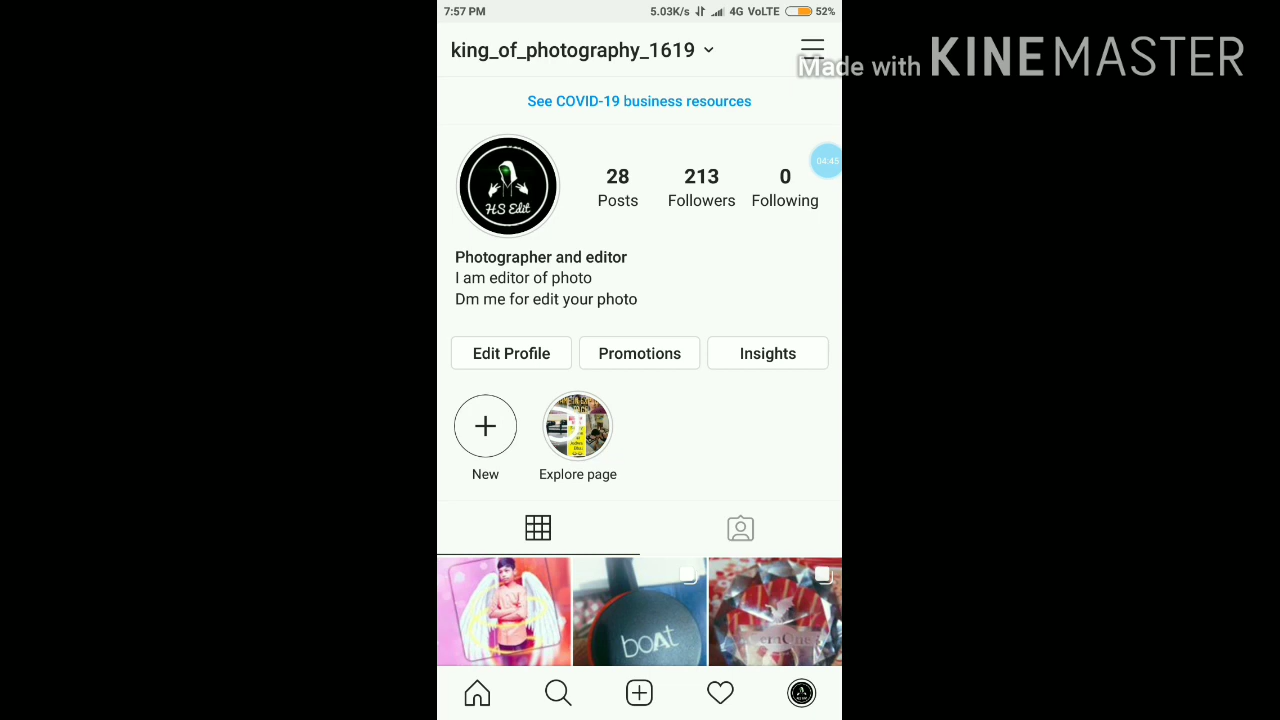 7:57 PM
5.03K/s 4G VoLTE 52%
king_of_photography_1619
Made with KINEMASTER
See COVID-19 business resources
04:45
HS Edit
28 213 0
Posts Followers Following
Photographer and editor
I am editor of photo
Dm me for edit your photo
Edit Profile Promotions Insights
New Explore page
boAt